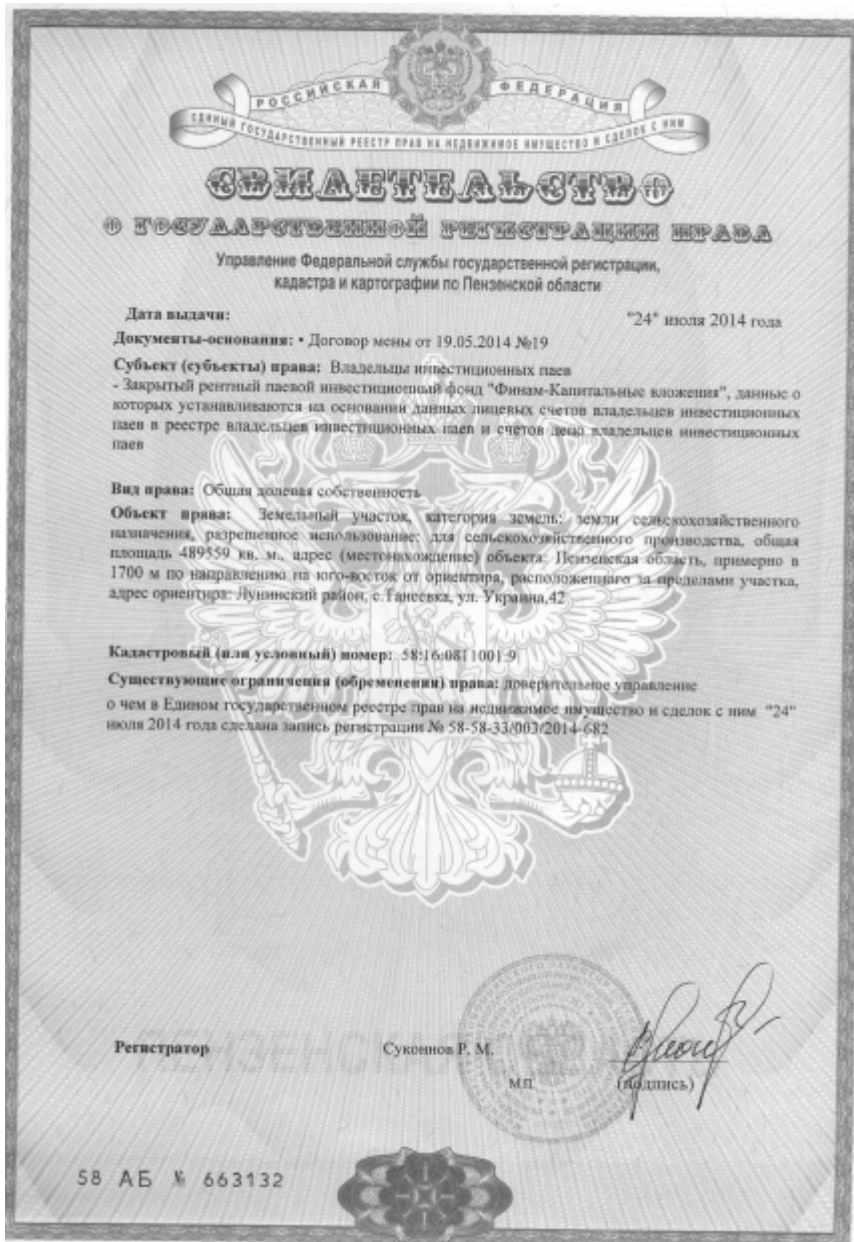 РОССИЙСКАЯ ФЕДЕРАЦИЯ
ЕДИНЫЙ ГОСУДАРСТВЕННЫЙ РЕЕСТР ПРАВ НА НЕДВИЖИМОЕ ИМУЩЕСТВО И СДЕЛОК С НИМ
СВИДЕТЕЛЬСТВО
О ГОСУДАРСТВЕННОЙ РЕГИСТРАЦИИ ПРАВА
Управление Федеральной службы государственной регистрации,
кадастра и картографии по Пензенской области
Дата выдачи: "24" июля 2014 года
Документы-основания: • Договор мены от 19.05.2014 №19
Субъект (субъекты) права: Владельцы инвестиционных паев
- Закрытый рентный паевой инвестиционный фонд "Финам-Капитальные вложения", данные о
которых устанавливаются на основании данных лицевых счетов владельцев инвестиционных
паев в реестре владельцев инвестиционных паев и счетов депо владельцев инвестиционных
паев
Вид права: Общая долевая собственность
Объект права: Земельный участок, категория земель: земли сельскохозяйственного
назначения, разрешенное использование: для сельскохозяйственного производства, общая
площадь 489559 кв. м., адрес (местонахождение) объекта: Пензенская область, примерно в
1700 м по направлению на юго-восток от ориентира, расположенного за пределами участка,
адрес ориентира: Лунинский район, с.Ганеевка, ул. Украина,42
Кадастровый (или условный) номер: 58:16:0811001:9
Существующие ограничения (обременения) права: доверительное управление
о чем в Едином государственном реестре прав на недвижимое имущество и сделок с ним "24"
июля 2014 года сделана запись регистрации № 58-58-33/003/2014-682
Регистратор Суконнов Р. М.
М.П. (подпись)
58 АБ № 663132